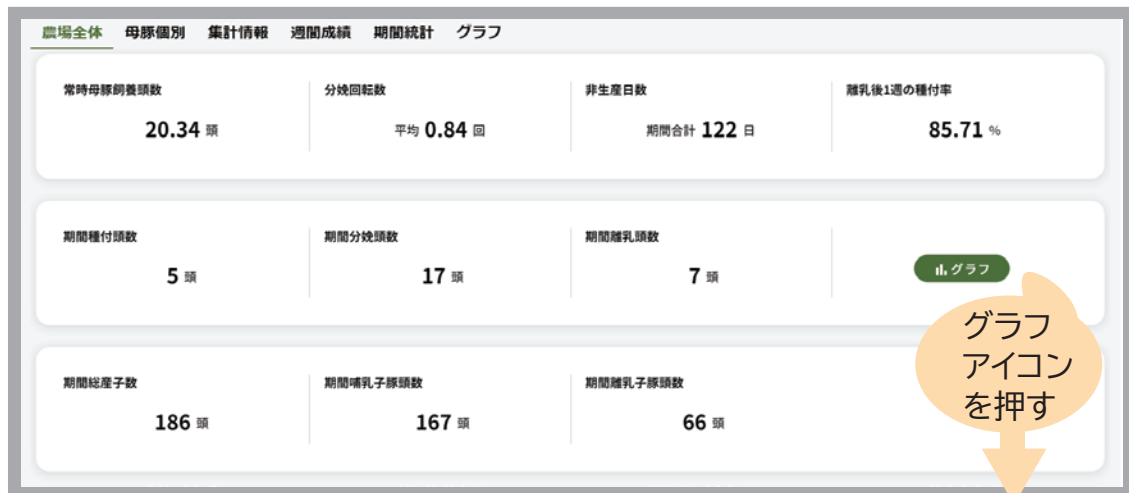 農場全体 母豚個別 集計情報 週間成績 期間統計 グラフ
常時母豚飼養頭数 分娩回転数 非生産日数 離乳後1週の種付率
20.34 頭 平均 0.84 回 期間合計 122 日 85.71 %
期間種付頭数 期間分娩頭数 期間離乳頭数
5 頭 17 頭 7 頭 グラフ
グラフ
アイコン
を押す
期間総産子数 期間哺乳子豚頭数 期間離乳子豚頭数
186 頭 167 頭 66 頭